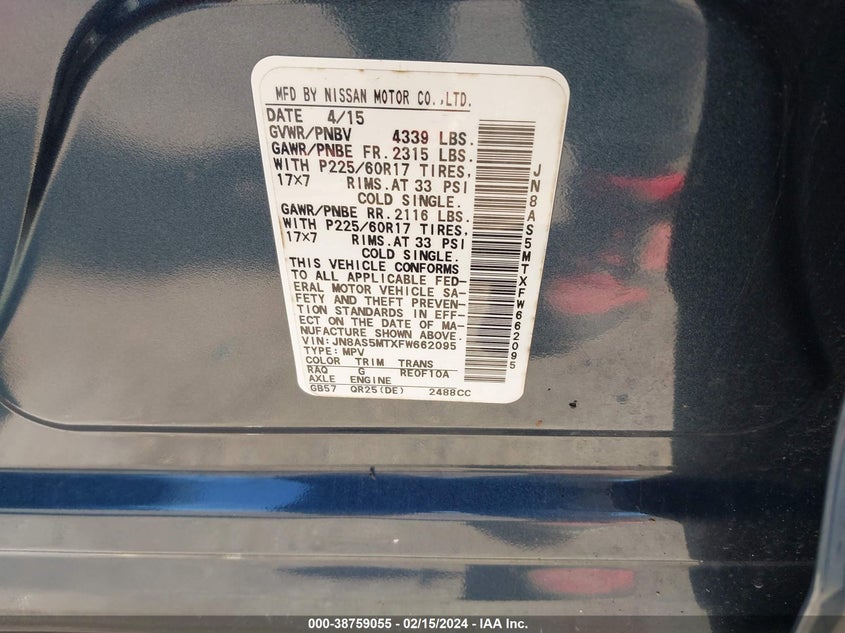 MFD BY NISSAN MOTOR CO.,LTD.
DATE 4/15
GVWR/PNBV 4339 LBS.
GAWR/PNBE FR. 2315 LBS.
WITH P225/60R17 TIRES,
17×7 RIMS.AT 33 PSI
COLD SINGLE.
GAWR/PNBE RR. 2116 LBS.
WITH P225/60R17 TIRES,
17×7 RIMS.AT 33 PSI
COLD SINGLE.
THIS VEHICLE CONFORMS
TO ALL APPLICABLE FED-
ERAL MOTOR VEHICLE SA-
FETY AND THEFT PREVEN-
TION STANDARDS IN EFF-
ECT ON THE DATE OF MA-
NUFACTURE SHOWN ABOVE.
VIN: JN8AS5MTXFW662095
TYPE: MPV
COLOR TRIM TRANS
RAQ G RE0F10A
AXLE ENGINE
GB57 QR25(DE) 2488CC
JN8AS5MTXFW662095
000-38759055 — 02/15/2024 — IAA Inc.